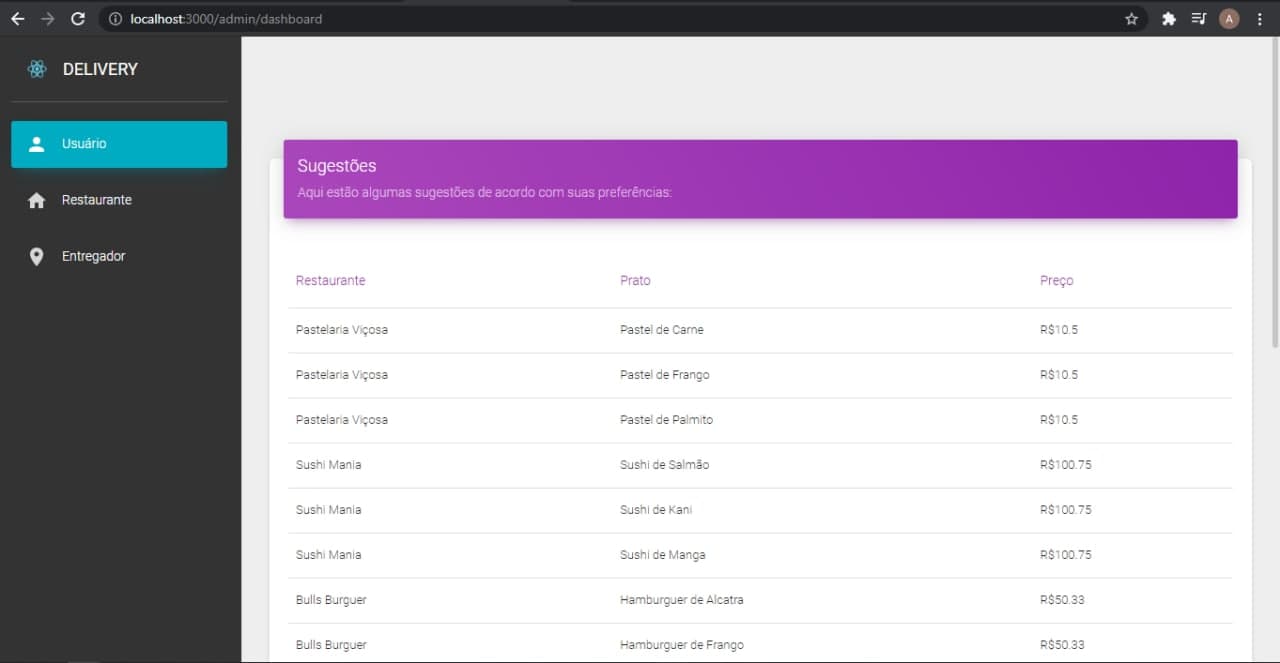 localhost:3000/admin/dashboard
A
DELIVERY
Usuário
Restaurante
Entregador
Sugestões
Aqui estão algumas sugestões de acordo com suas preferências:
Restaurante Prato Preço
Pastelaria Viçosa Pastel de Carne R$10.5
Pastelaria Viçosa Pastel de Frango R$10.5
Pastelaria Viçosa Pastel de Palmito R$10.5
Sushi Mania Sushi de Salmão R$100.75
Sushi Mania Sushi de Kani R$100.75
Sushi Mania Sushi de Manga R$100.75
Bulls Burguer Hamburguer de Alcatra R$50.33
Bulls Burguer Hamburguer de Frango R$50.33